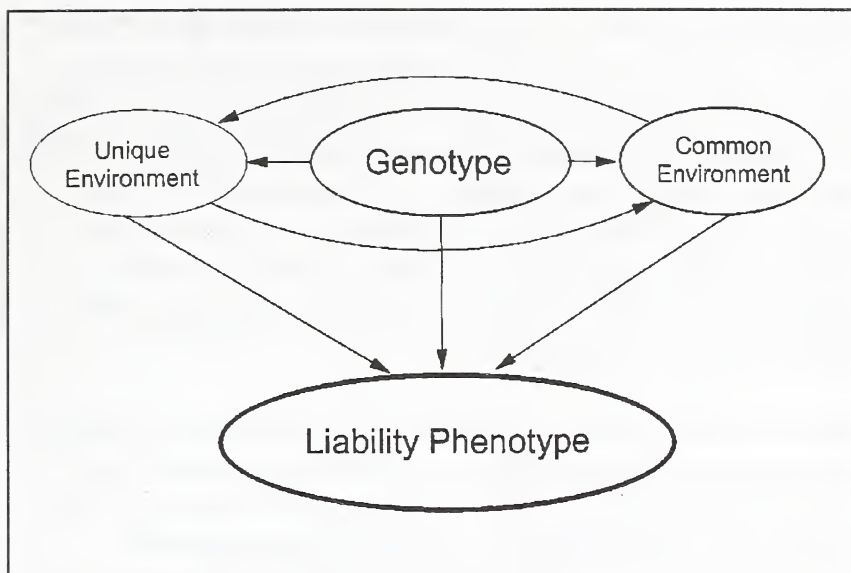 Unique
Environment
Genotype
Common
Environment
Liability Phenotype